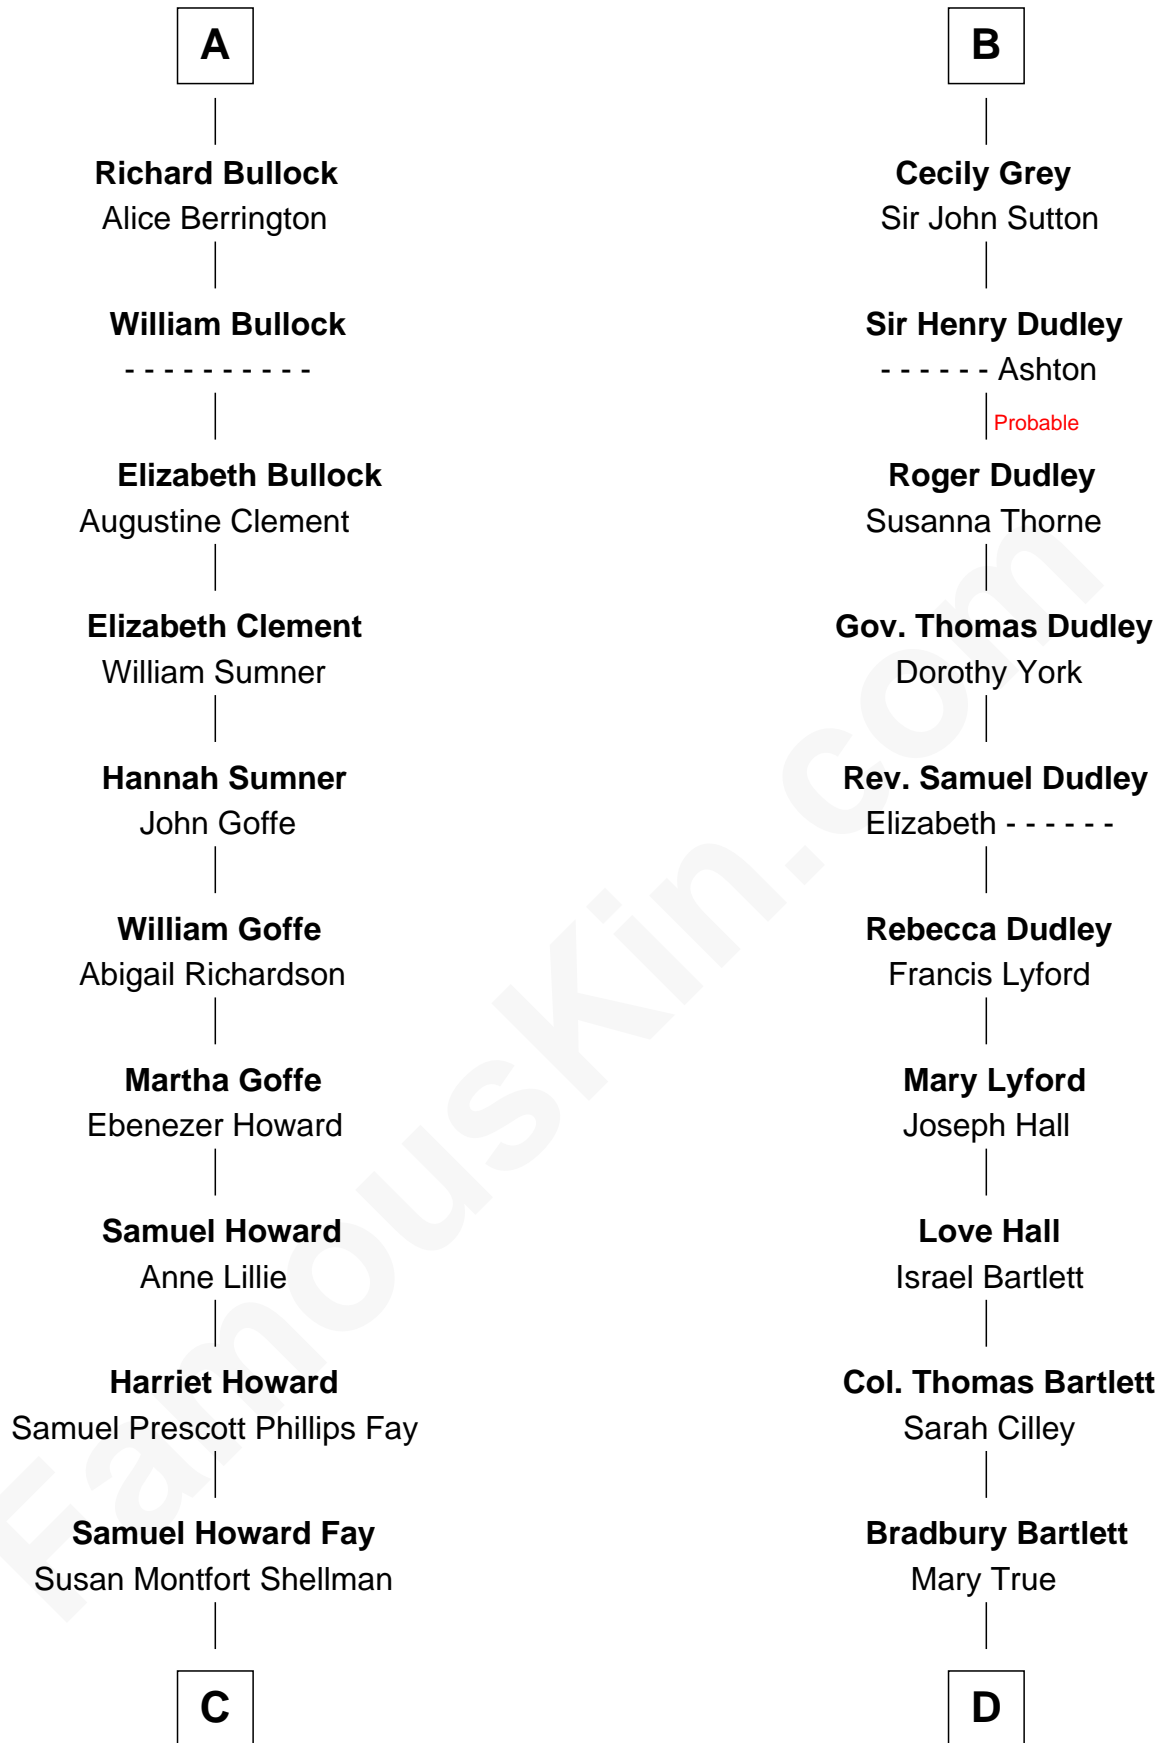 A
Richard Bullock
Alice Berrington
William Bullock
- - - - - - - - - -
Elizabeth Bullock
Augustine Clement
Elizabeth Clement
William Sumner
Hannah Sumner
John Goffe
William Goffe
Abigail Richardson
Martha Goffe
Ebenezer Howard
Samuel Howard
Anne Lillie
Harriet Howard
Samuel Prescott Phillips Fay
Samuel Howard Fay
Susan Montfort Shellman
C
B
Cecily Grey
Sir John Sutton
Sir Henry Dudley
- - - - - - Ashton
Probable
Roger Dudley
Susanna Thorne
Gov. Thomas Dudley
Dorothy York
Rev. Samuel Dudley
Elizabeth - - - - - -
Rebecca Dudley
Francis Lyford
Mary Lyford
Joseph Hall
Love Hall
Israel Bartlett
Col. Thomas Bartlett
Sarah Cilley
Bradbury Bartlett
Mary True
D
FamousKin.com